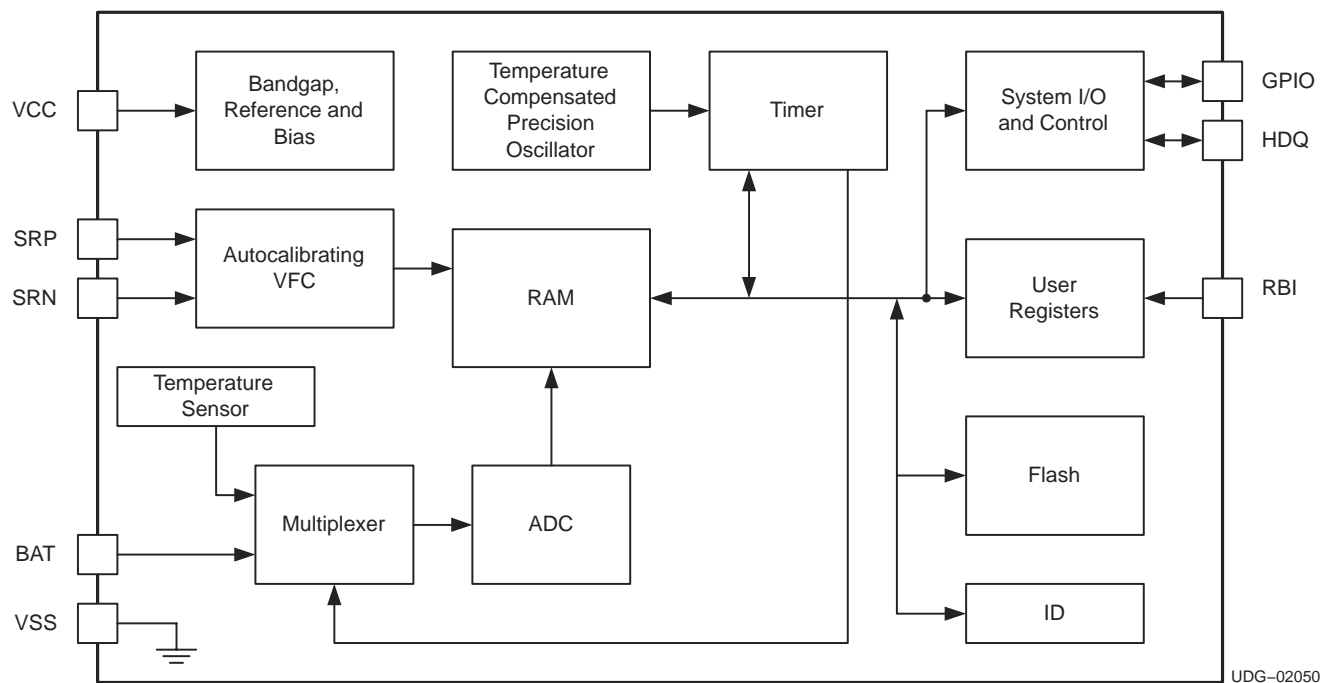 VCC
Bandgap,
Reference and
Bias
Temperature
Compensated
Precision
Oscillator
Timer
System I/O
and Control
GPIO
HDQ
SRP
SRN
Autocalibrating
VFC
RAM
User
Registers
RBI
Temperature
Sensor
Multiplexer
ADC
Flash
BAT
VSS
ID
UDG–02050